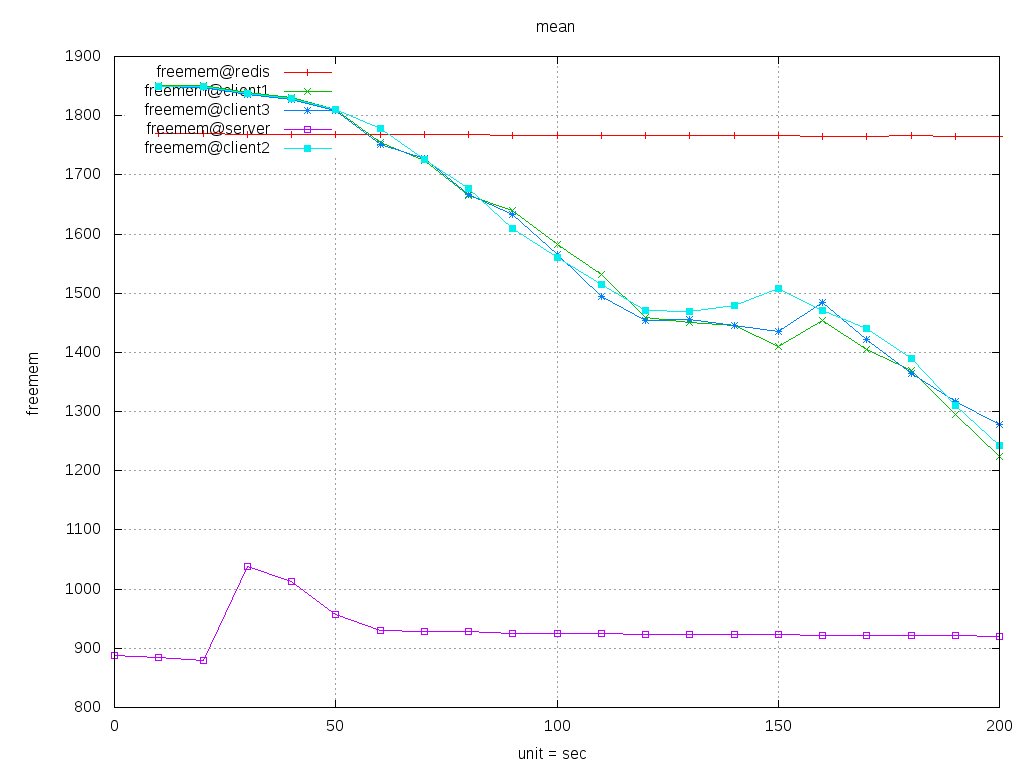 mean
1900
1800
1700
1600
1500
1400
1300
1200
1100
1000
900
800
freemem
freemem@redis
freemem@client1
freemem@client3
freemem@server
freemem@client2
0
50
100
150
200
unit = sec